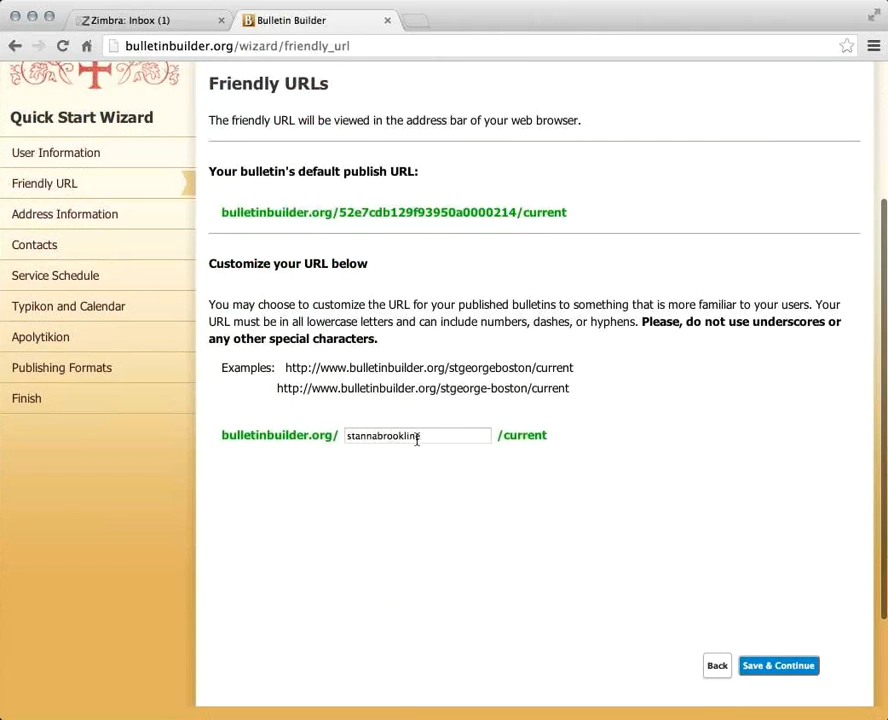 Zimbra: Inbox (1)
Bulletin Builder
bulletinbuilder.org/wizard/friendly_url
Quick Start Wizard
User Information
Friendly URL
Address Information
Contacts
Service Schedule
Typikon and Calendar
Apolytikion
Publishing Formats
Finish
Friendly URLs
The friendly URL will be viewed in the address bar of your web browser.
Your bulletin's default publish URL:
bulletinbuilder.org/52e7cdb129f93950a0000214/current
Customize your URL below
You may choose to customize the URL for your published bulletins to something that is more familiar to your users. Your
URL must be in all lowercase letters and can include numbers, dashes, or hyphens. Please, do not use underscores or
any other special characters.
Examples: http://www.bulletinbuilder.org/stgeorgeboston/current
http://www.bulletinbuilder.org/stgeorge-boston/current
bulletinbuilder.org/ stannabrookline /current
Back Save & Continue